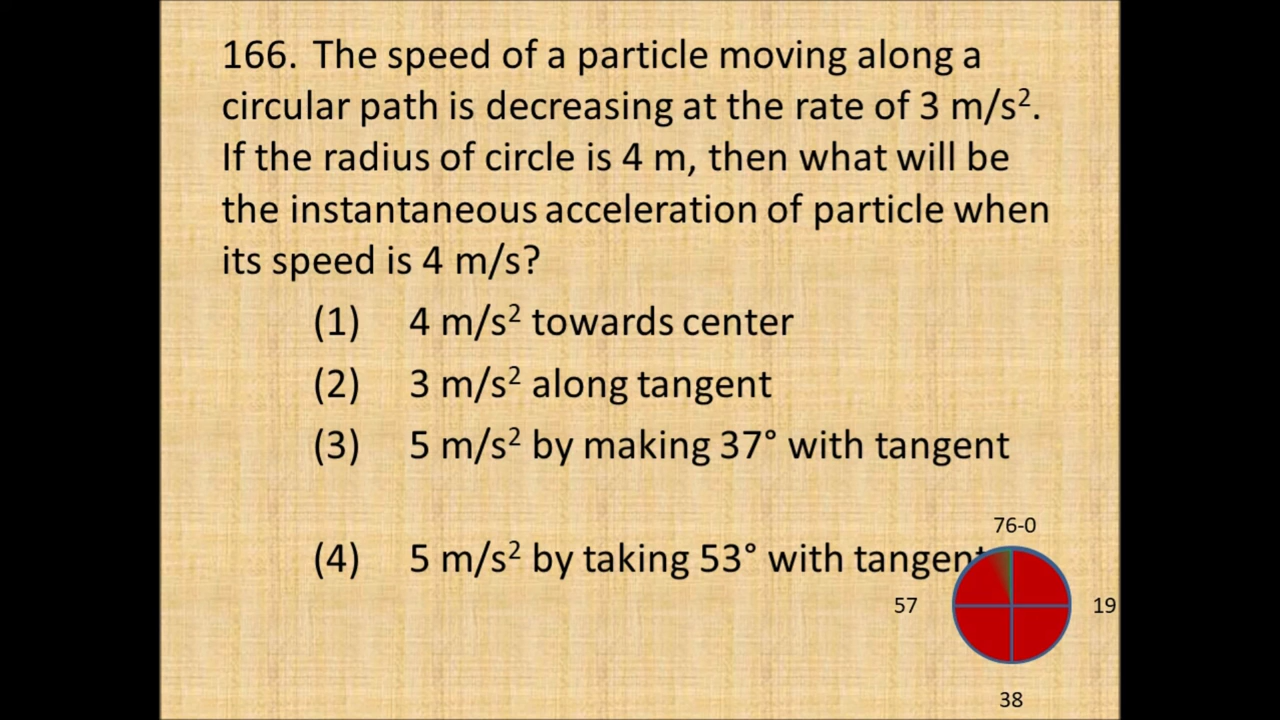 166. The speed of a particle moving along a
circular path is decreasing at the rate of 3 m/s².
If the radius of circle is 4 m, then what will be
the instantaneous acceleration of particle when
its speed is 4 m/s?
(1) 4 m/s² towards center
(2) 3 m/s² along tangent
(3) 5 m/s² by making 37° with tangent
76-0
(4) 5 m/s² by taking 53° with tangent
57
19
38